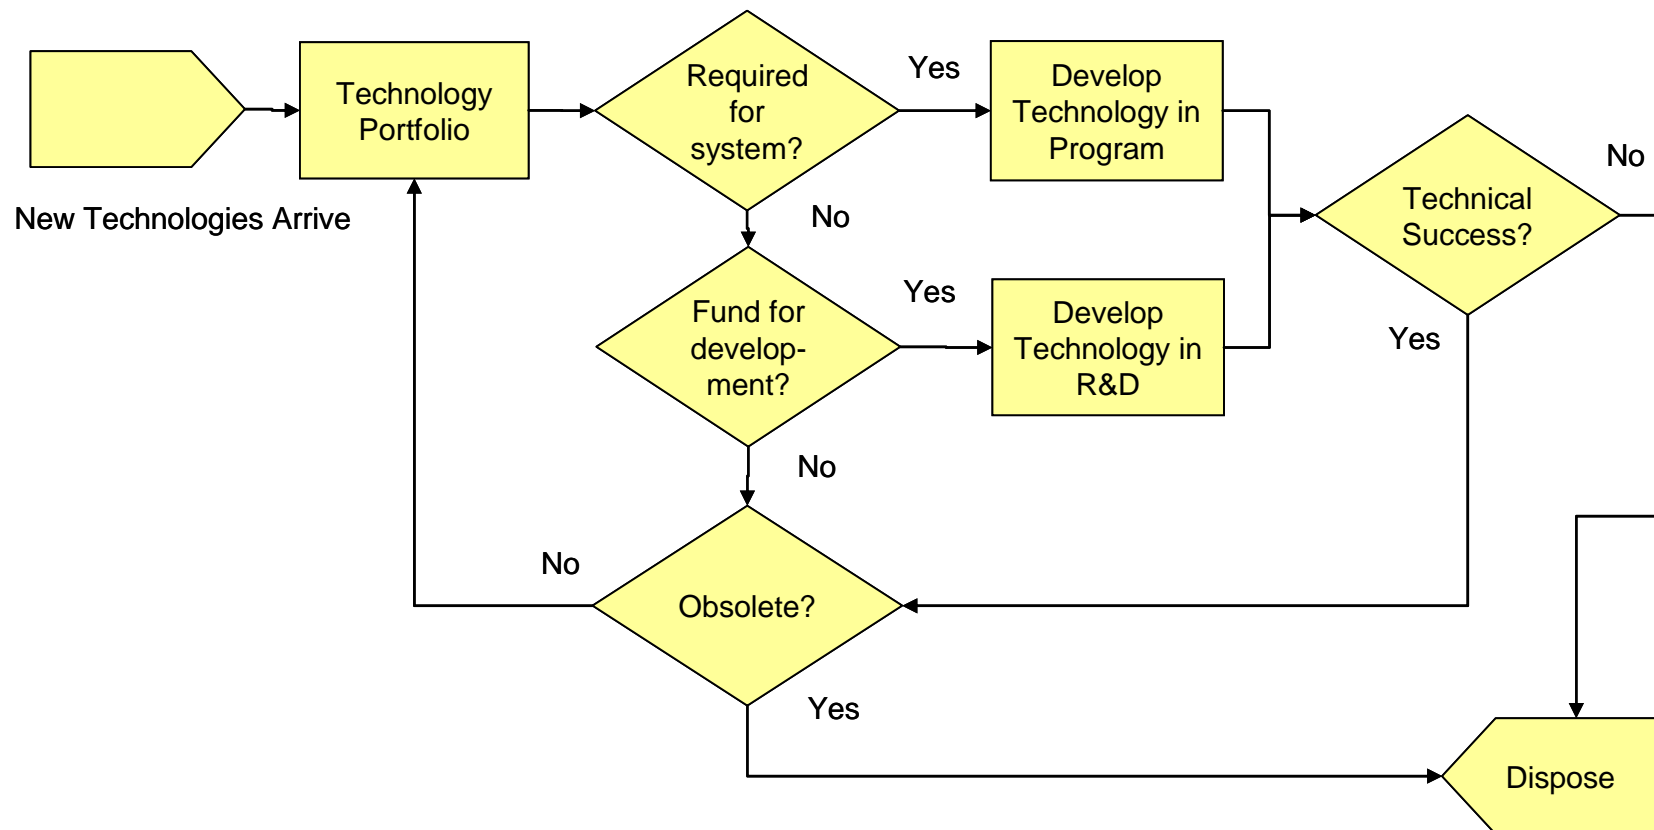 New Technologies Arrive
Technology
Portfolio
Required
for
system?
Yes
Develop
Technology in
Program
No
Fund for
develop-
ment?
Yes
Develop
Technology in
R&D
Technical
Success?
No
Yes
No
Obsolete?
No
Yes
Dispose